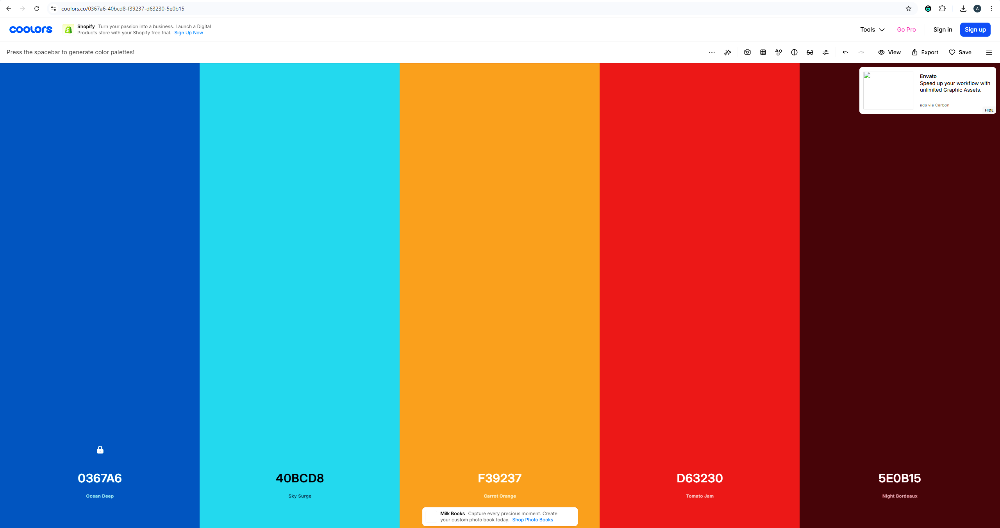 coolors.co/0367a6-40bcd8-f39237-d63230-5e0b15
A
coolors
Shopify Turn your passion into a business. Launch a Digital
Products store with your Shopify free trial. Sign Up Now
Tools
Go Pro
Sign in
Sign up
Press the spacebar to generate color palettes!
View
Export
Save
Envato
Speed up your workflow with
unlimited Graphic Assets.
ads via Carbon
HIDE
0367A6
Ocean Deep
40BCD8
Sky Surge
F39237
Carrot Orange
D63230
Tomato Jam
5E0B15
Night Bordeaux
Milk Books Capture every precious moment. Create
your custom photo book today. Shop Photo Books